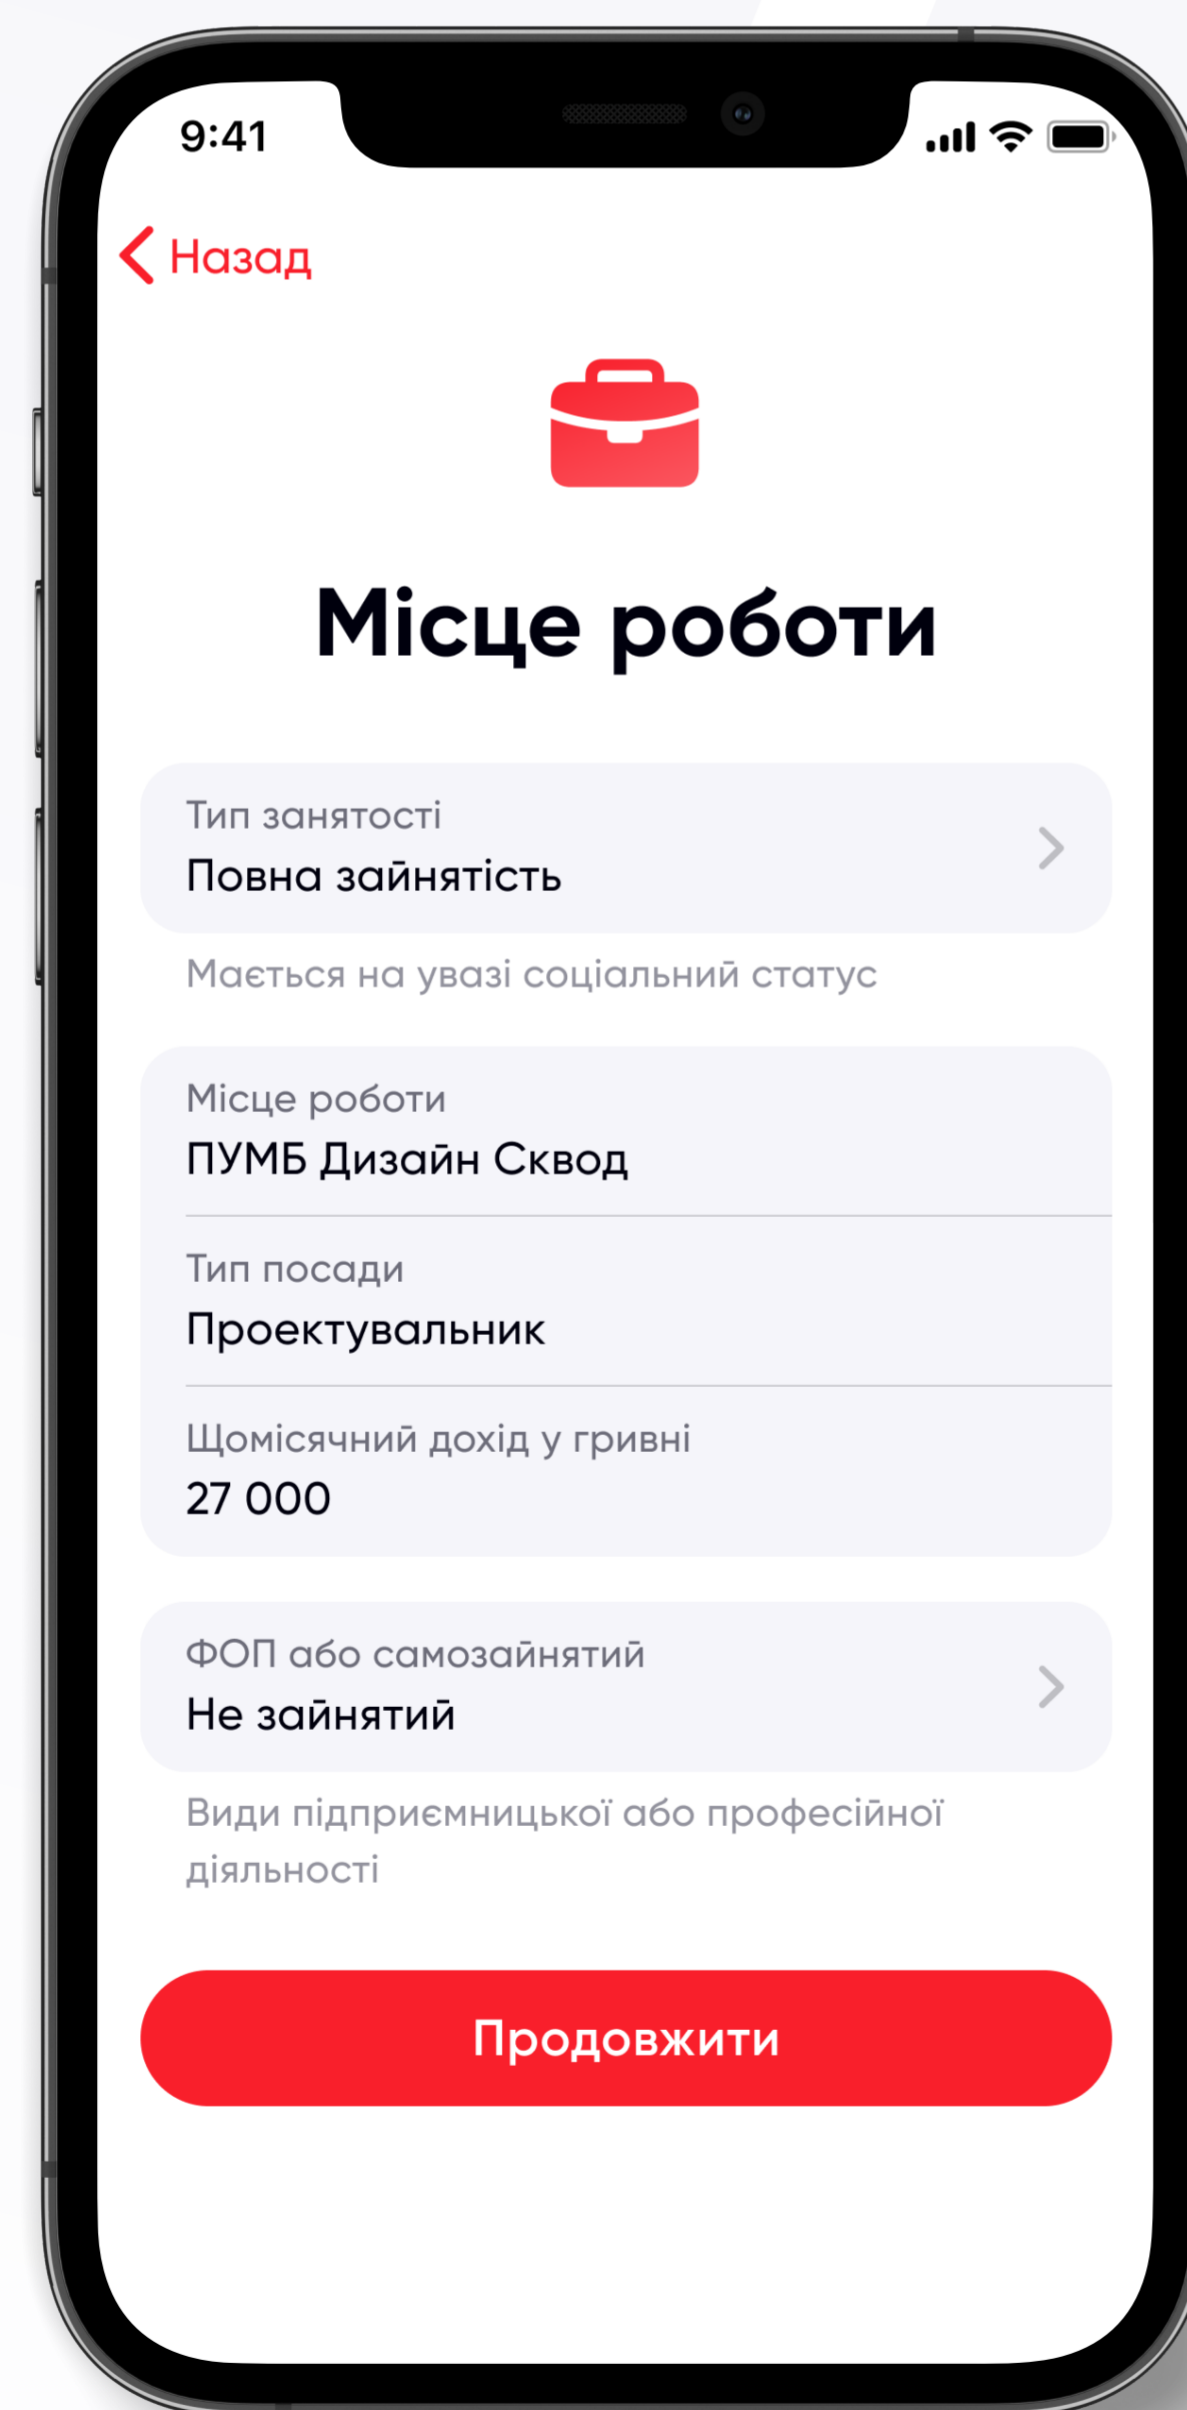 9:41
Назад
Місце роботи
Тип занятості
Повна зайнятість
Мається на увазі соціальний статус
Місце роботи
ПУМБ Дизайн Сквод
Тип посади
Проектувальник
Щомісячний дохід у гривні
27 000
ФОП або самозайнятий
Не зайнятий
Види підприємницької або професійної
діяльності
Продовжити